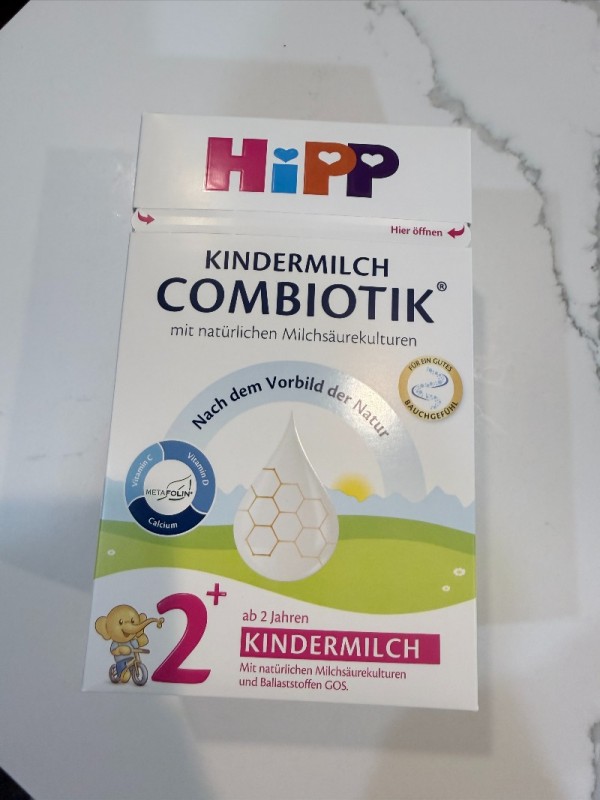 HiPP
Hier öffnen
KINDERMILCH
COMBIOTIK®
mit natürlichen Milchsäurekulturen
FÜR EIN GUTES
BAUCHGEFÜHL
Nach dem Vorbild der Natur
Vitamin C
Vitamin D
METAFOLIN®
Calcium
2+
ab 2 Jahren
KINDERMILCH
Mit natürlichen Milchsäurekulturen
und Ballaststoffen GOS.